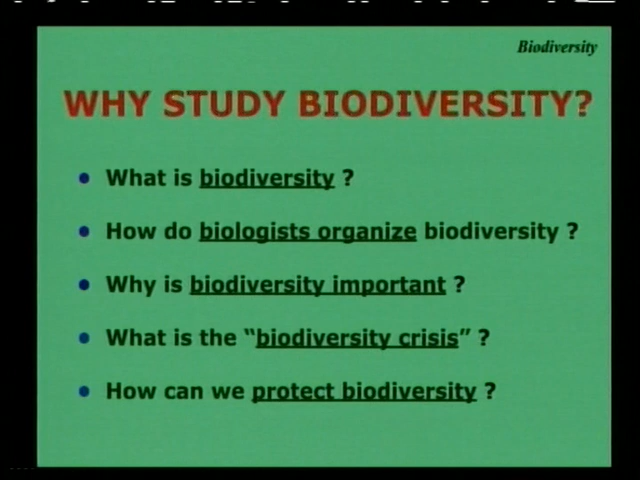 Biodiversity
WHY STUDY BIODIVERSITY?
• What is biodiversity ?
• How do biologists organize biodiversity ?
• Why is biodiversity important ?
• What is the “biodiversity crisis” ?
• How can we protect biodiversity ?